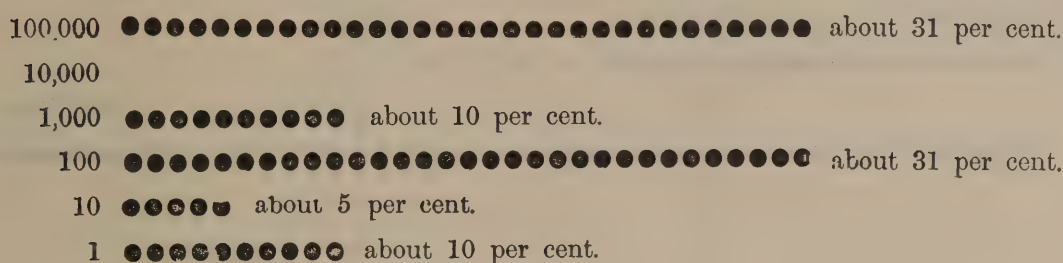 100,000 about 31 per cent.
10,000
1,000 about 10 per cent.
100 about 31 per cent.
10 about 5 per cent.
1 about 10 per cent.